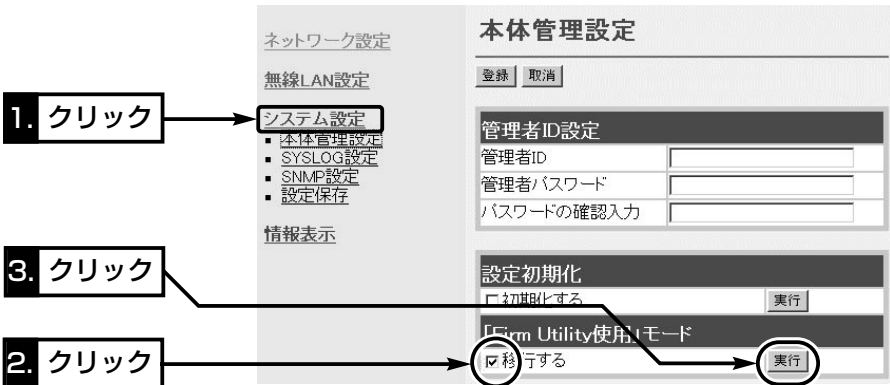 ネットワーク設定
無線LAN設定
システム設定
本体管理設定
SYSLOG設定
SNMP設定
設定保存
情報表示
1. クリック
3. クリック
2. クリック
本体管理設定
登録 取消
管理者ID設定
管理者ID
管理者パスワード
パスワードの確認入力
設定初期化
初期化する 実行
「Firm Utility使用」モード
移行する 実行